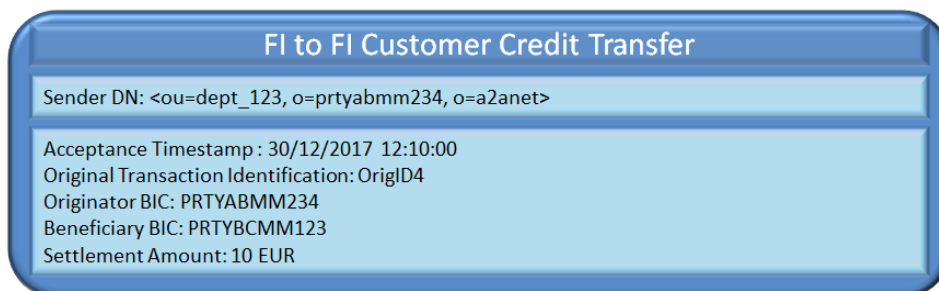 FI to FI Customer Credit Transfer
Sender DN: <ou=dept_123, o=prtyabmm234, o=a2anet>
Acceptance Timestamp : 30/12/2017 12:10:00
Original Transaction Identification: OrigID4
Originator BIC: PRTYABMM234
Beneficiary BIC: PRTYBCMM123
Settlement Amount: 10 EUR